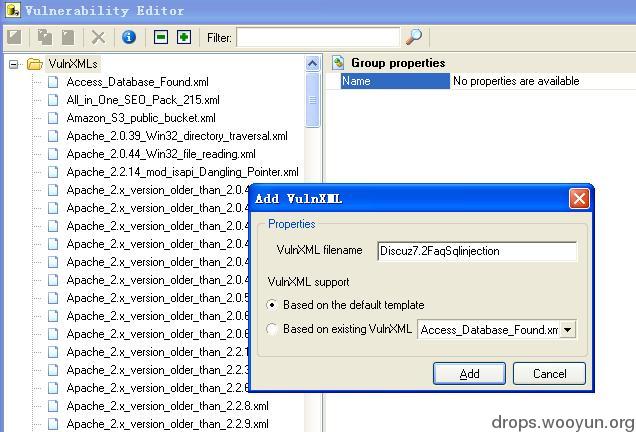 Vulnerability Editor
Filter:
VulnXMLs
Access_Database_Found.xml
All_in_One_SEO_Pack_215.xml
Amazon_S3_public_bucket.xml
Apache_2.0.39_Win32_directory_traversal.xml
Apache_2.0.44_Win32_file_reading.xml
Apache_2.2.14_mod_isapi_Dangling_Pointer.xml
Apache_2.x_version_older_than_2.0.4
Apache_2.x_version_older_than_2.0.4
Apache_2.x_version_older_than_2.0.4
Apache_2.x_version_older_than_2.0.4
Apache_2.x_version_older_than_2.0.4
Apache_2.x_version_older_than_2.0.4
Apache_2.x_version_older_than_2.0.5
Apache_2.x_version_older_than_2.0.5
Apache_2.x_version_older_than_2.0.6
Apache_2.x_version_older_than_2.2.1
Apache_2.x_version_older_than_2.2.3
Apache_2.x_version_older_than_2.2.6
Apache_2.x_version_older_than_2.2.8.xml
Apache_2.x_version_older_than_2.2.9.xml
Group properties
Name No properties are available
Add VulnXML
Properties
VulnXML filename Discuz7.2FaqSqlinjection
VulnXML support
Based on the default template
Based on existing VulnXML Access_Database_Found.xm
Add Cancel
drops.wooyun.org